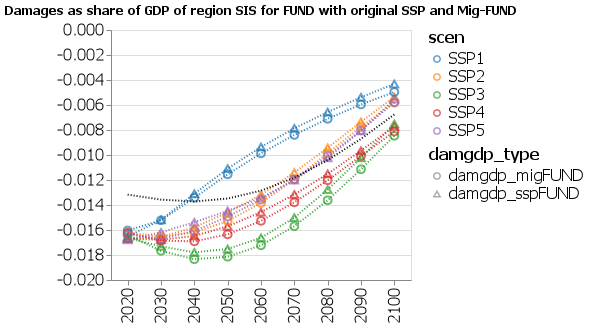 Damages as share of GDP of region SIS for FUND with original SSP and Mig-FUND
0.000
-0.002
-0.004
-0.006
-0.008
-0.010
-0.012
-0.014
-0.016
-0.018
-0.020
2020
2030
2040
2050
2060
2070
2080
2090
2100
scen
SSP1
SSP2
SSP3
SSP4
SSP5
damgdp_type
damgdp_migFUND
damgdp_sspFUND